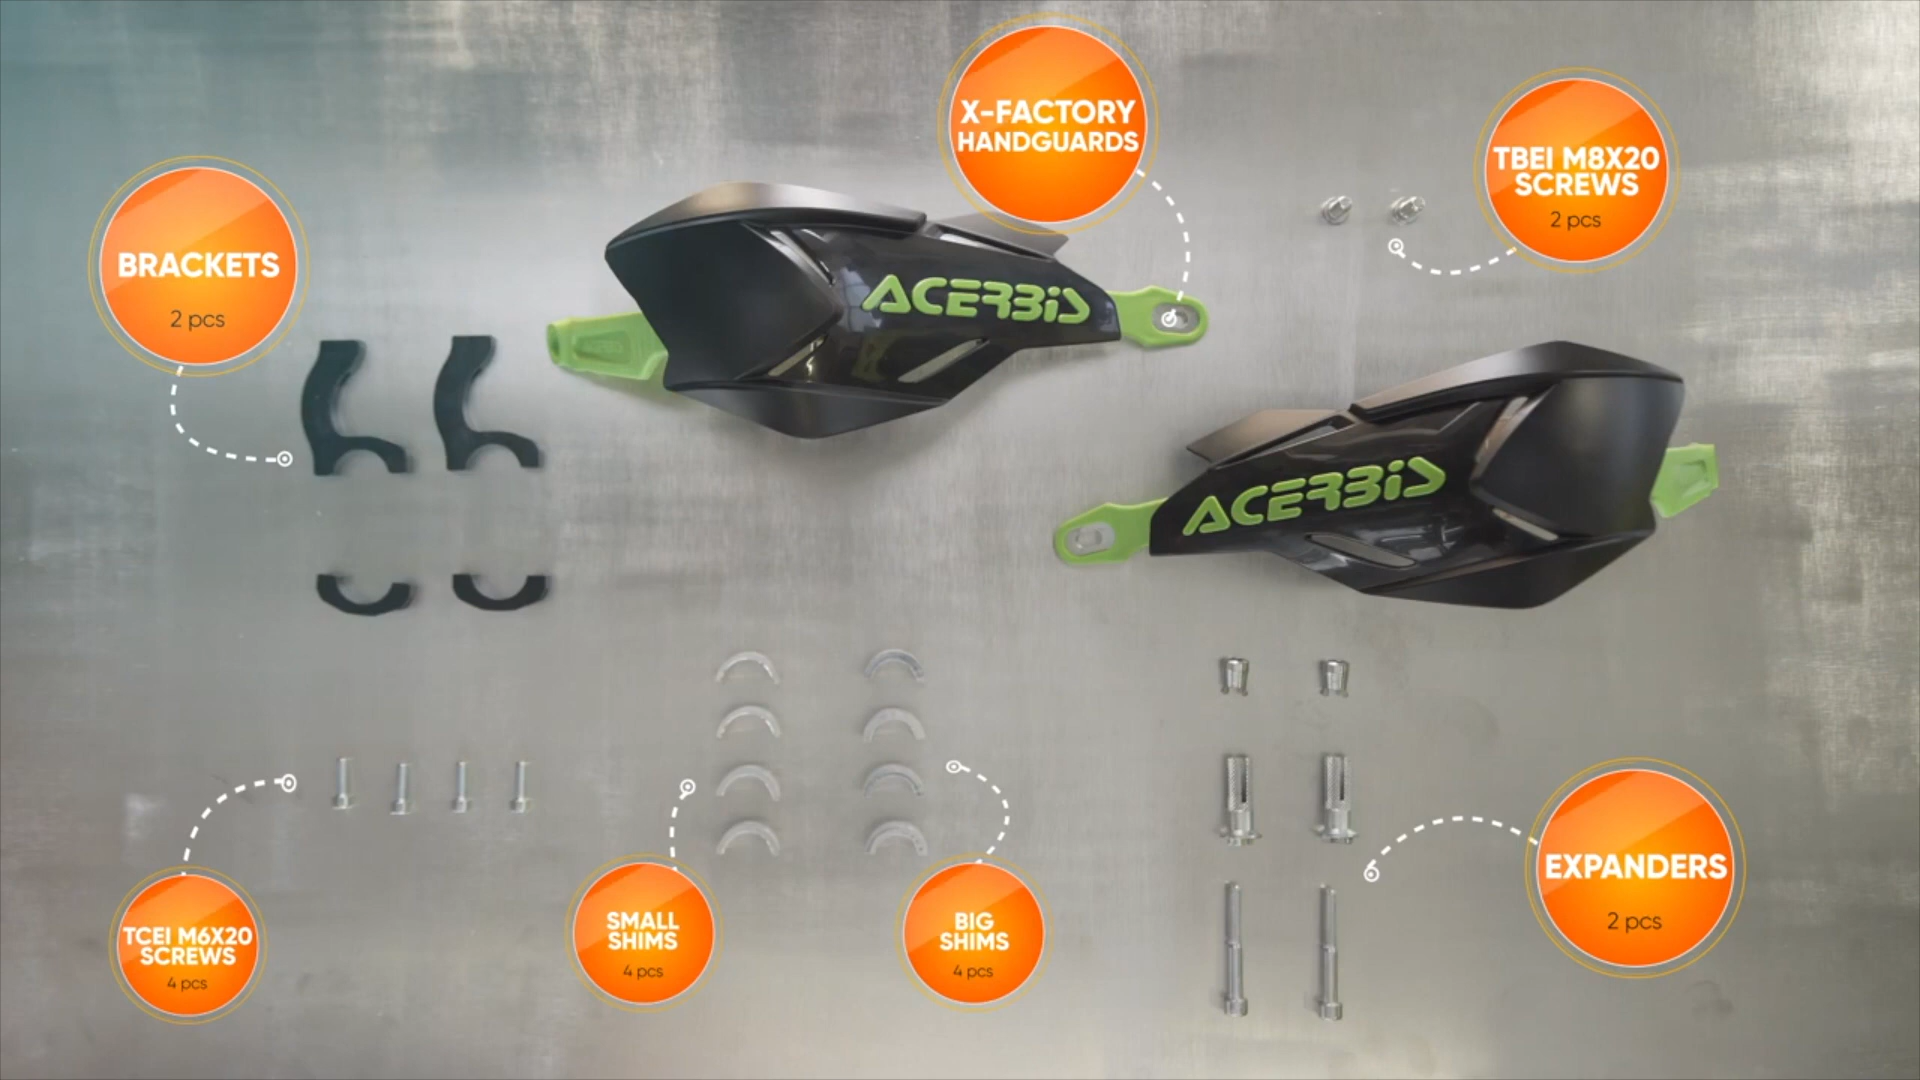 X-FACTORY
HANDGUARDS
TBEI M8X20
SCREWS
2 pcs
BRACKETS
2 pcs
ACERBIS
ACERBIS
TCEI M6X20
SCREWS
4 pcs
SMALL
SHIMS
4 pcs
BIG
SHIMS
4 pcs
EXPANDERS
2 pcs